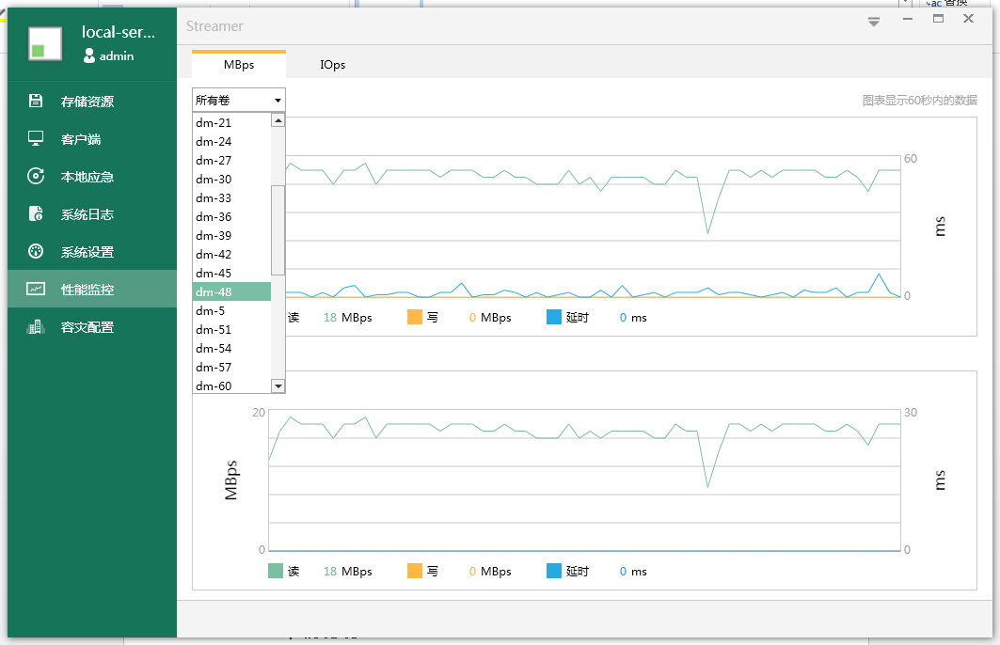 替换
local-ser...
admin
存储资源
客户端
本地应急
系统日志
系统设置
性能监控
容灾配置
Streamer
MBps
IOps
所有卷
图表显示60秒内的数据
dm-21
dm-24
dm-27
dm-30
dm-33
dm-36
dm-39
dm-42
dm-45
dm-48
dm-5
dm-51
dm-54
dm-57
dm-60
60
ms
0
读 18 MBps 写 0 MBps 延时 0 ms
20
30
MBps
ms
0
0
读 18 MBps 写 0 MBps 延时 0 ms